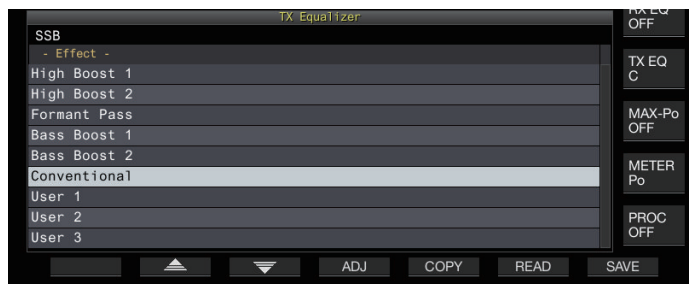 TX Equalizer
RX EQ
OFF
SSB
- Effect -
TX EQ
C
High Boost 1
High Boost 2
Formant Pass
MAX-Po
OFF
Bass Boost 1
Bass Boost 2
METER
Po
Conventional
User 1
User 2
PROC
OFF
User 3
ADJ
COPY
READ
SAVE